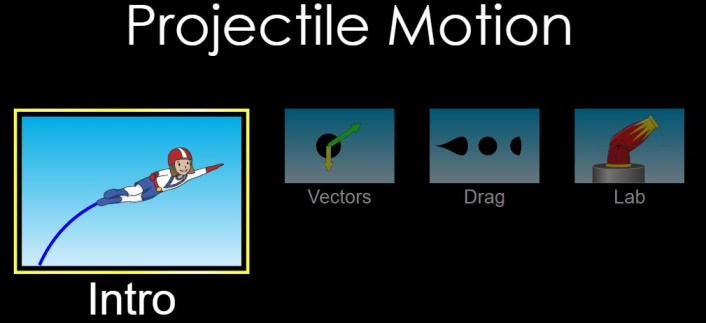 Projectile Motion
Vectors
Drag
Lab
Intro